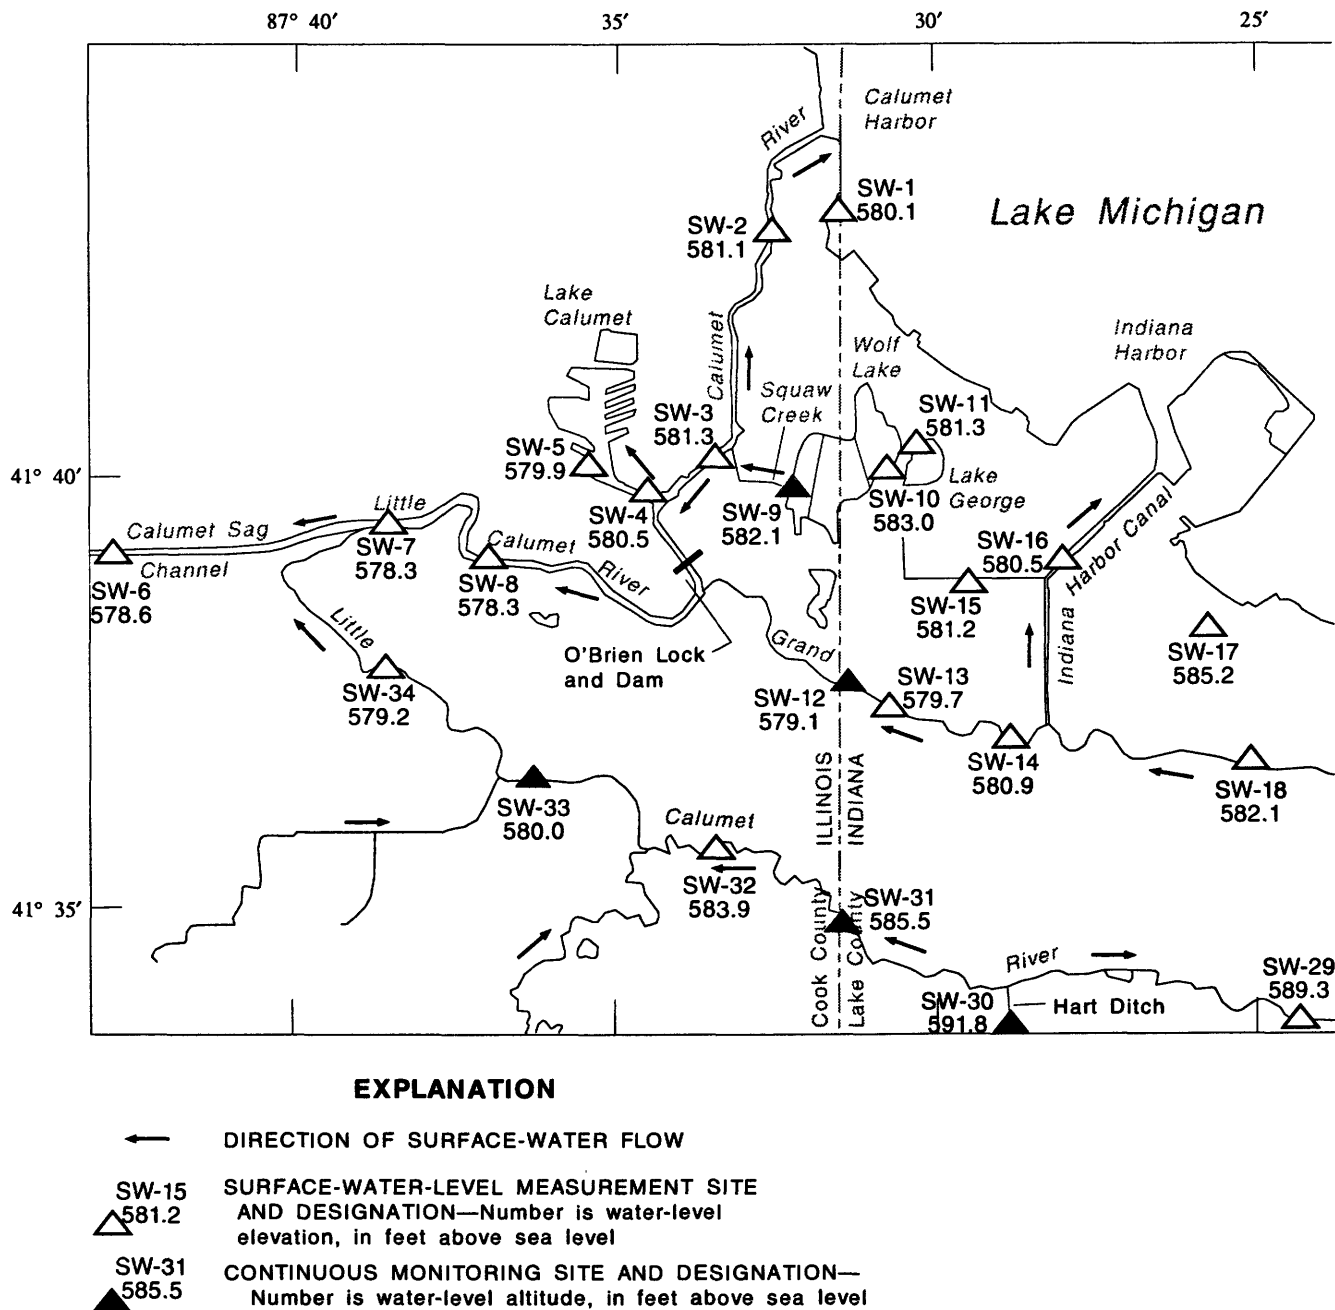 87° 40′
35′
30′
25′
Calumet
Harbor
River
SW-1
580.1
Lake Michigan
SW-2
581.1
Lake
Calumet
Calumet
Wolf
Lake
Indiana
Harbor
Squaw
Creek
SW-3
581.3
SW-11
581.3
SW-5
579.9
41° 40′
Lake
George
SW-10
583.0
SW-9
582.1
SW-4
580.5
Little
Calumet Sag
Channel
SW-7
578.3
SW-6
578.6
Calumet
River
SW-8
578.3
SW-16
580.5
Indiana
Harbor Canal
SW-15
581.2
SW-17
585.2
Little
O'Brien Lock
and Dam
Grand
SW-34
579.2
SW-12
579.1
SW-13
579.7
SW-14
580.9
SW-18
582.1
ILLINOIS
INDIANA
SW-33
580.0
Calumet
SW-32
583.9
41° 35′
Cook County
Lake County
SW-31
585.5
River
SW-29
589.3
SW-30
591.8
Hart Ditch
EXPLANATION
DIRECTION OF SURFACE-WATER FLOW
SW-15
581.2
SURFACE-WATER-LEVEL MEASUREMENT SITE
AND DESIGNATION—Number is water-level
elevation, in feet above sea level
SW-31
585.5
CONTINUOUS MONITORING SITE AND DESIGNATION—
Number is water-level altitude, in feet above sea level